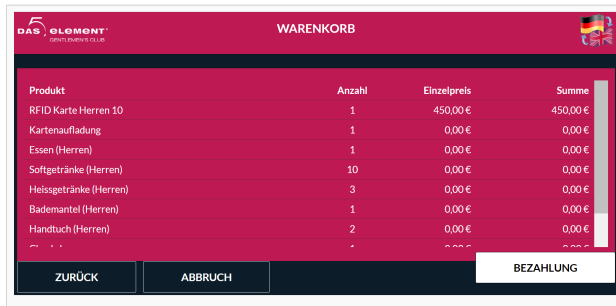 5
DAS ELEMENT
GENTLEMEN'S CLUB
WARENKORB
Produkt Anzahl Einzelpreis Summe
RFID Karte Herren 10 1 450,00 € 450,00 €
Kartenaufladung 1 0,00 € 0,00 €
Essen (Herren) 1 0,00 € 0,00 €
Softgetränke (Herren) 10 0,00 € 0,00 €
Heissgetränke (Herren) 3 0,00 € 0,00 €
Bademantel (Herren) 1 0,00 € 0,00 €
Handtuch (Herren) 2 0,00 € 0,00 €
ZURÜCK ABBRUCH BEZAHLUNG